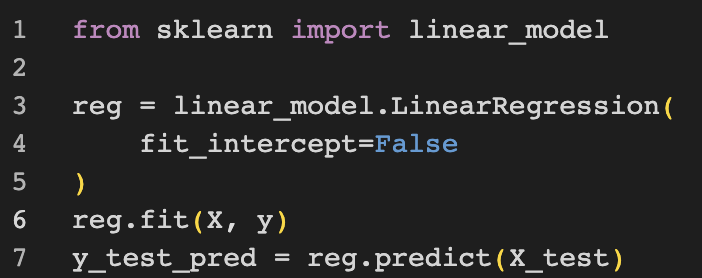 1 from sklearn import linear_model
2
3 reg = linear_model.LinearRegression(
4     fit_intercept=False
5 )
6 reg.fit(X, y)
7 y_test_pred = reg.predict(X_test)